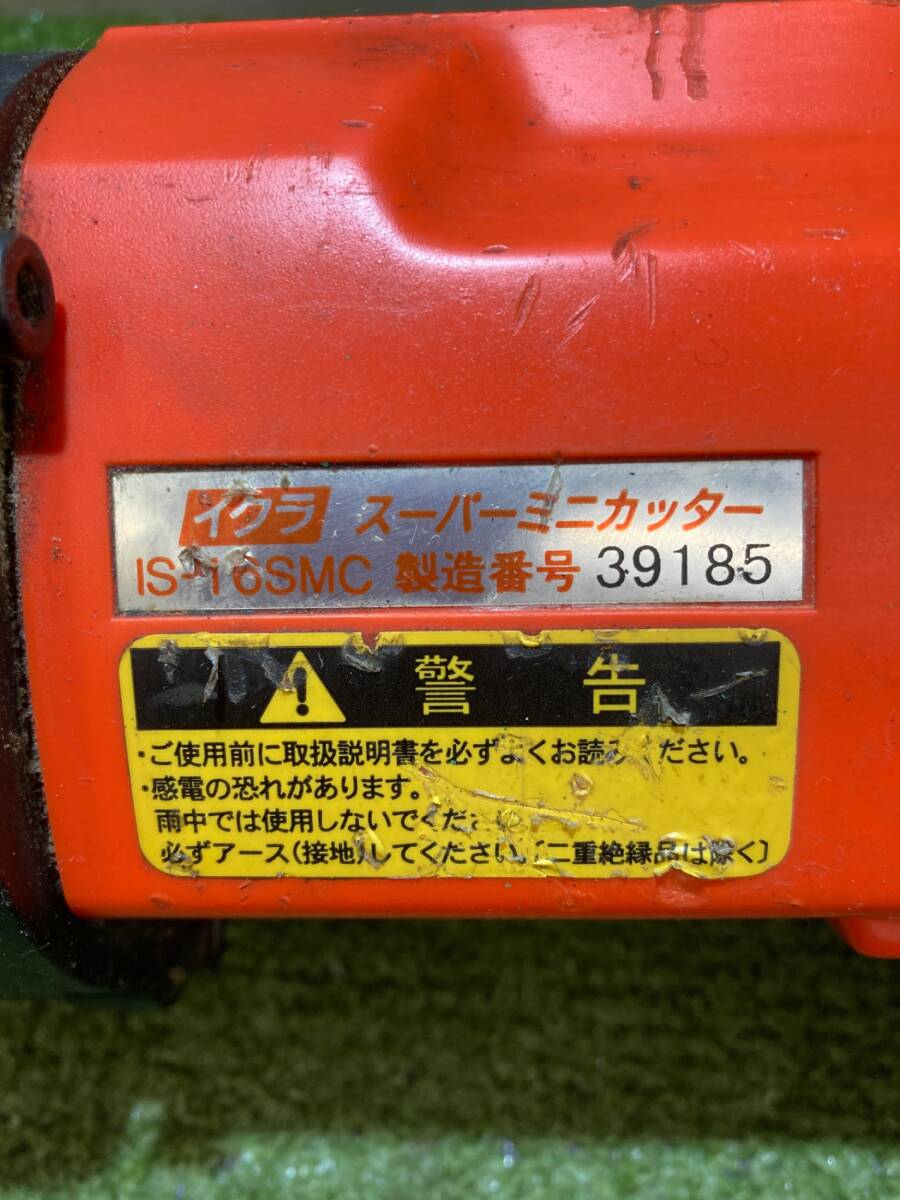 イクラ スーパーミニカッター
IS-16SMC 製造番号 39185
警告
・ご使用前に取扱説明書を必ずよくお読みください。
・感電の恐れがあります。
雨中では使用しないでくだ
必ずアース(接地)してください。〔二重絶縁品は除く〕